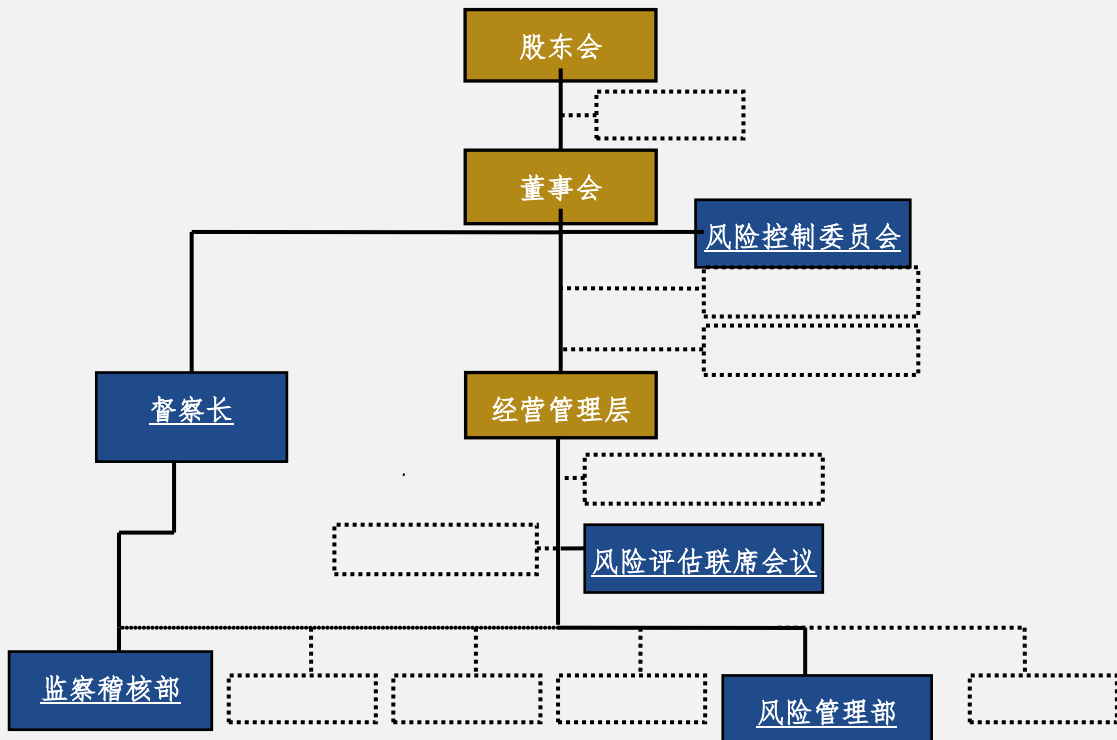 股东会
董事会
风险控制委员会
督察长
经营管理层
风险评估联席会议
监察稽核部
风险管理部